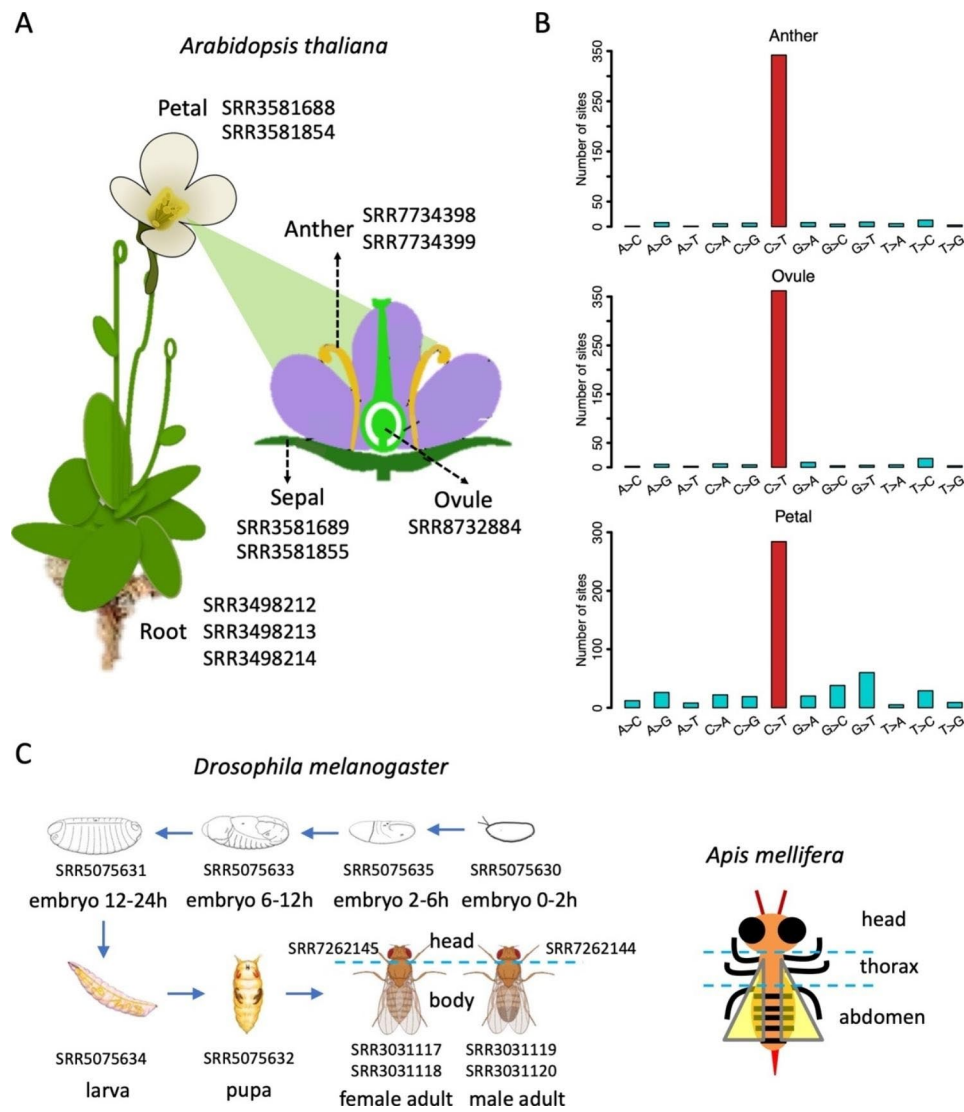 A
Arabidopsis thaliana
Petal
SRR3581688
SRR3581854
Anther
SRR7734398
SRR7734399
Sepal
SRR3581689
SRR3581855
Ovule
SRR8732884
Root
SRR3498212
SRR3498213
SRR3498214
B
Anther
Number of sites
350
250
150
50
0
A>C A>G A>T C>A C>G C>T G>A G>C G>T T>A T>C T>G
Ovule
Number of sites
350
250
150
50
0
A>C A>G A>T C>A C>G C>T G>A G>C G>T T>A T>C T>G
Petal
Number of sites
300
200
100
0
A>C A>G A>T C>A C>G C>T G>A G>C G>T T>A T>C T>G
C
Drosophila melanogaster
SRR5075631 SRR5075633 SRR5075635 SRR5075630
embryo 12-24h embryo 6-12h embryo 2-6h embryo 0-2h
SRR7262145 head SRR7262144
body
SRR5075634
larva
SRR5075632
pupa
SRR3031117
SRR3031118
female adult
SRR3031119
SRR3031120
male adult
Apis mellifera
head
thorax
abdomen